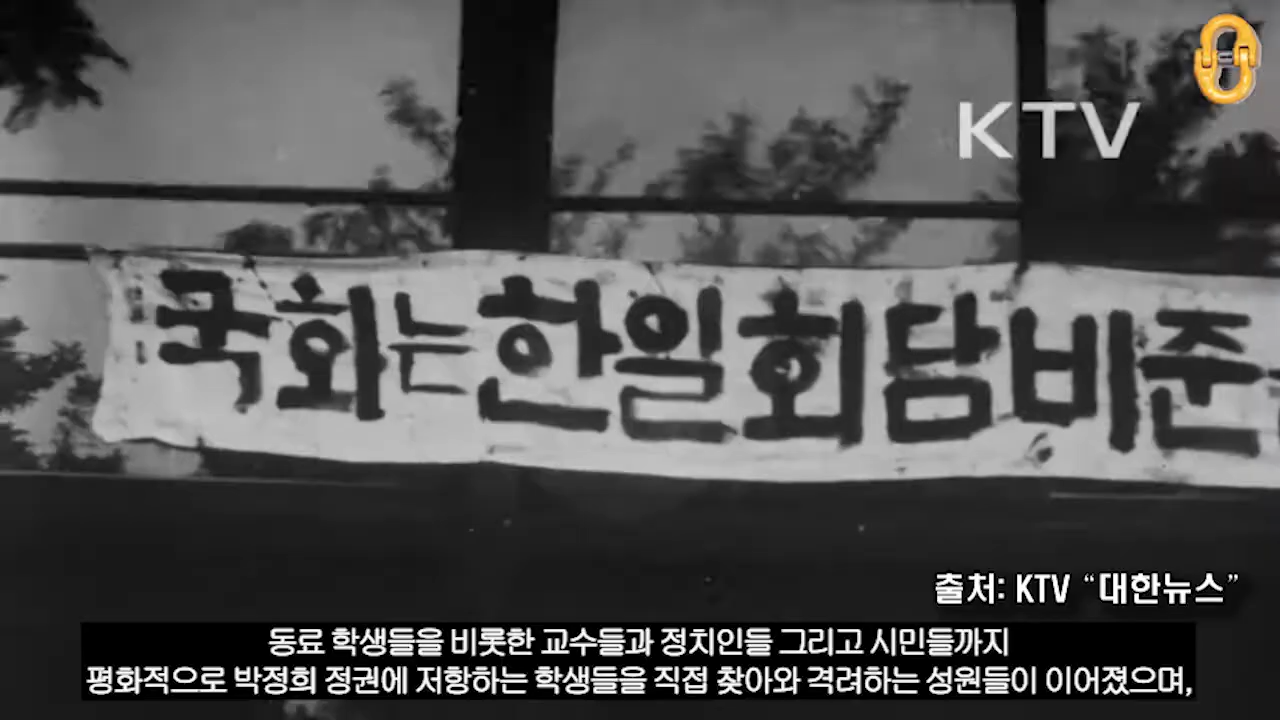 KTV
국회는 한일회담 비준
출처: KTV “대한뉴스”
동료 학생들을 비롯한 교수들과 정치인들 그리고 시민들까지
평화적으로 박정희 정권에 저항하는 학생들을 직접 찾아와 격려하는 성원들이 이어졌으며,